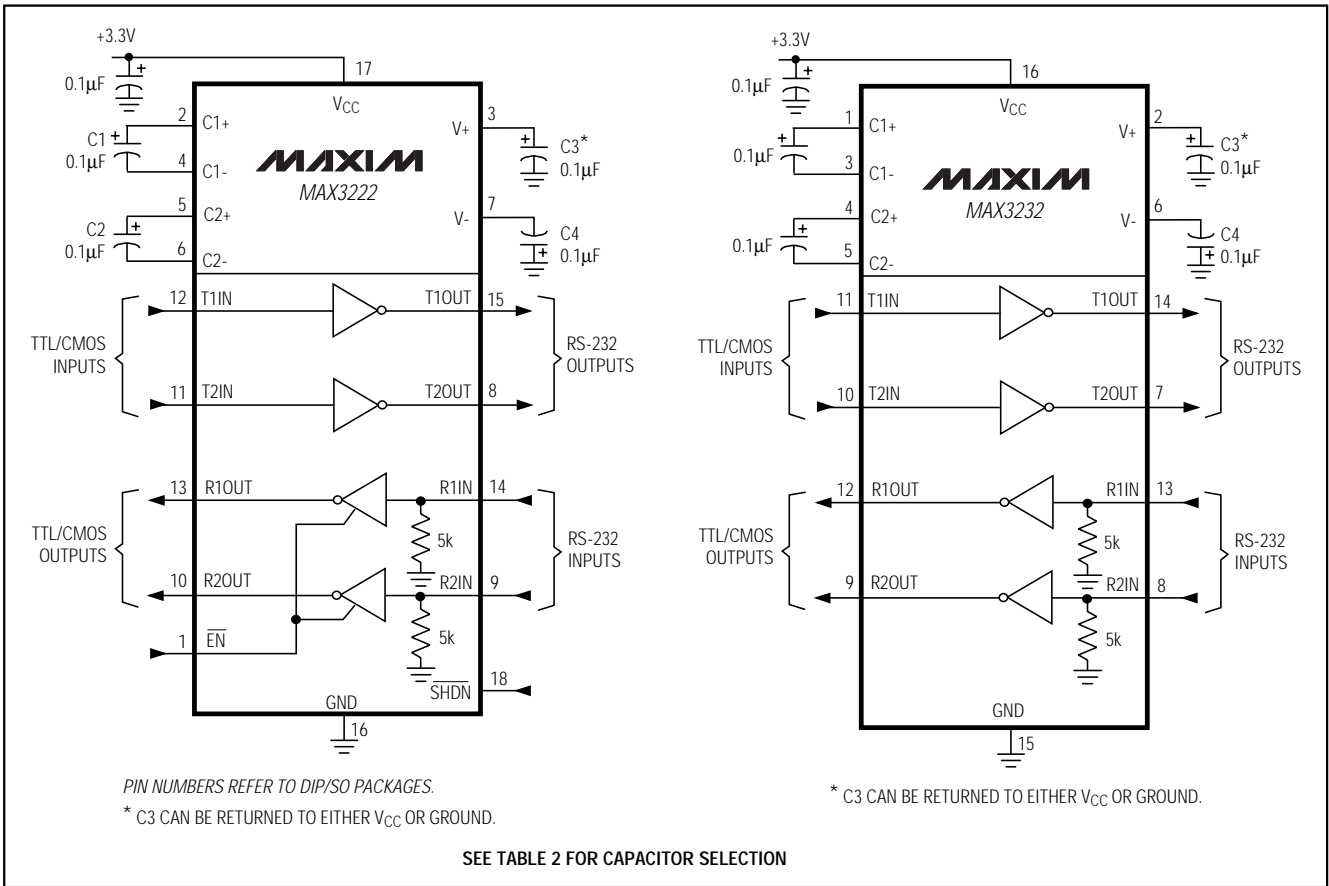 +3.3V
0.1µF
17
VCC
2
C1+
C1
0.1µF
4
C1-
5
C2+
C2
0.1µF
6
C2-
3
V+
C3*
0.1µF
7
V-
C4
0.1µF
MAXIM
MAX3222
12
T1IN
T1OUT
15
TTL/CMOS
INPUTS
RS-232
OUTPUTS
11
T2IN
T2OUT
8
13
R1OUT
R1IN
14
5k
TTL/CMOS
OUTPUTS
RS-232
INPUTS
10
R2OUT
R2IN
9
5k
1
EN
SHDN
18
GND
16
PIN NUMBERS REFER TO DIP/SO PACKAGES.
* C3 CAN BE RETURNED TO EITHER VCC OR GROUND.
+3.3V
0.1µF
16
VCC
1
C1+
0.1µF
3
C1-
4
C2+
0.1µF
5
C2-
2
V+
C3*
0.1µF
6
V-
C4
0.1µF
MAXIM
MAX3232
11
T1IN
T1OUT
14
TTL/CMOS
INPUTS
RS-232
OUTPUTS
10
T2IN
T2OUT
7
12
R1OUT
R1IN
13
5k
TTL/CMOS
OUTPUTS
RS-232
INPUTS
9
R2OUT
R2IN
8
5k
GND
15
* C3 CAN BE RETURNED TO EITHER VCC OR GROUND.
SEE TABLE 2 FOR CAPACITOR SELECTION